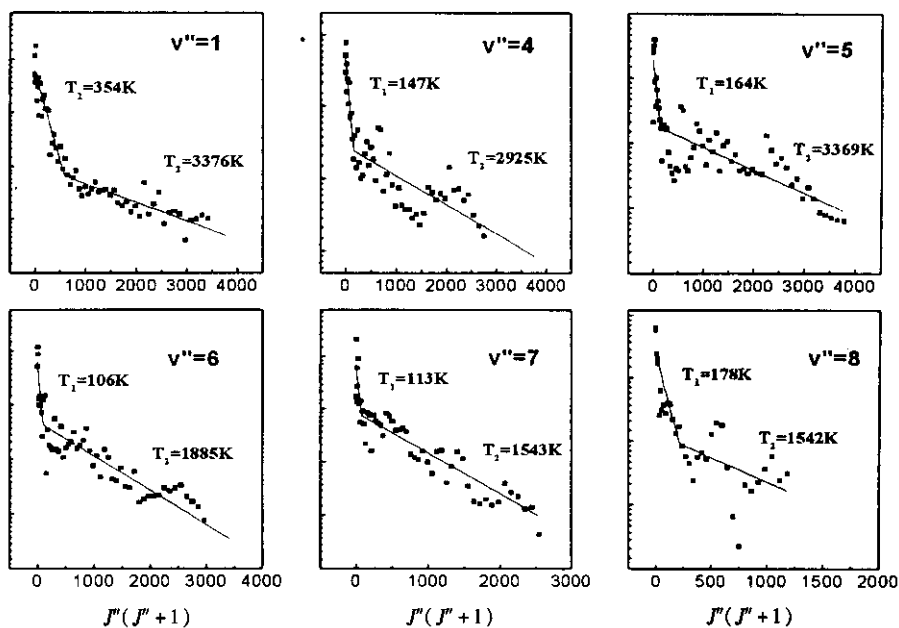 v''=1
T₂=354K
T₂=3376K
0 1000 2000 3000 4000
v''=4
T₁=147K
T₂=2925K
0 1000 2000 3000 4000
v''=5
T₁=164K
T₂=3369K
0 1000 2000 3000 4000
v''=6
T₁=106K
T₂=1885K
0 1000 2000 3000 4000
J''(J''+1)
v''=7
T₁=113K
T₂=1543K
0 1000 2000 3000
J''(J''+1)
v''=8
T₁=178K
T₂=1542K
0 500 1000 1500 2000
J''(J''+1)